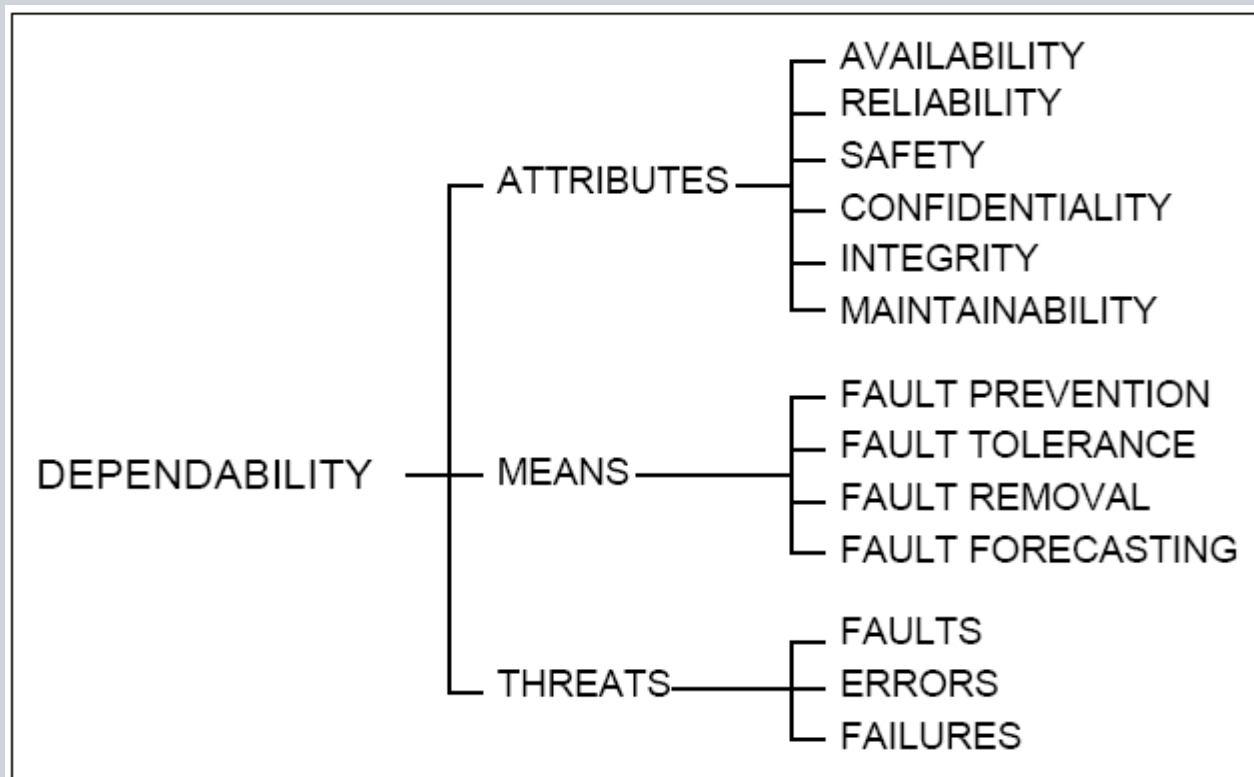 DEPENDABILITY
ATTRIBUTES
AVAILABILITY
RELIABILITY
SAFETY
CONFIDENTIALITY
INTEGRITY
MAINTAINABILITY
MEANS
FAULT PREVENTION
FAULT TOLERANCE
FAULT REMOVAL
FAULT FORECASTING
THREATS
FAULTS
ERRORS
FAILURES